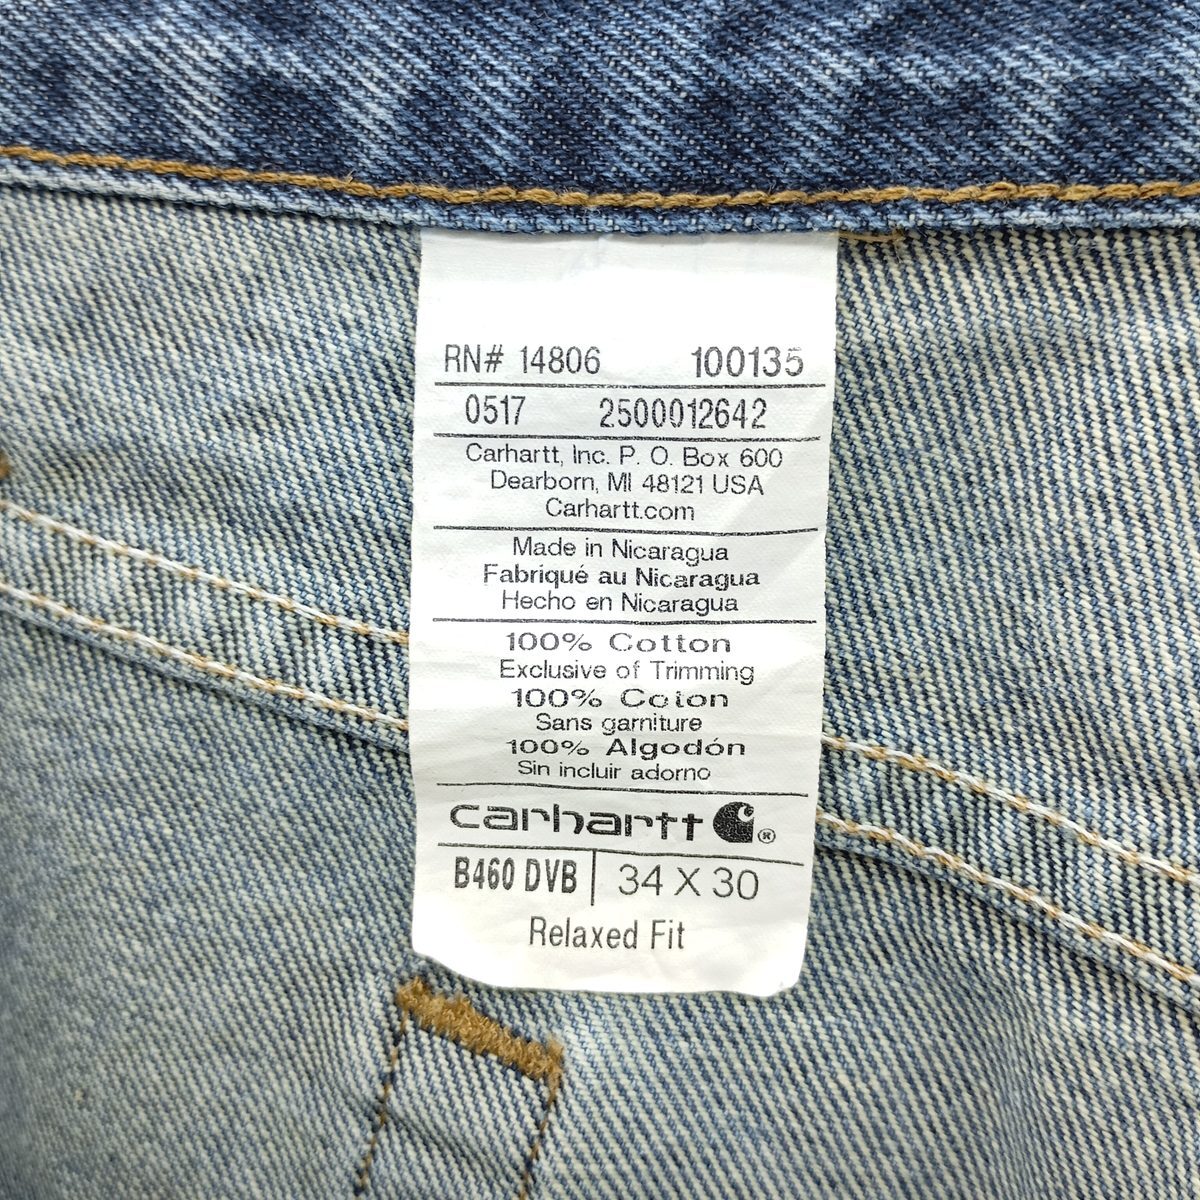 RN# 14806 100135
0517 2500012642
Carhartt, Inc. P. O. Box 600
Dearborn, MI 48121 USA
Carhartt.com
Made in Nicaragua
Fabriqué au Nicaragua
Hecho en Nicaragua
100% Cotton
Exclusive of Trimming
100% Coton
Sans garniture
100% Algodón
Sin incluir adorno
carhartt ®
B460 DVB | 34 X 30
Relaxed Fit